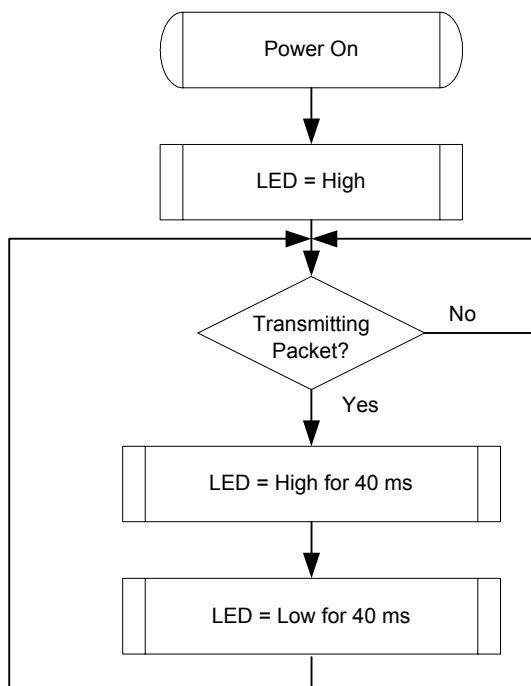 Power On
LED = High
Transmitting
Packet?
No
Yes
LED = High for 40 ms
LED = Low for 40 ms